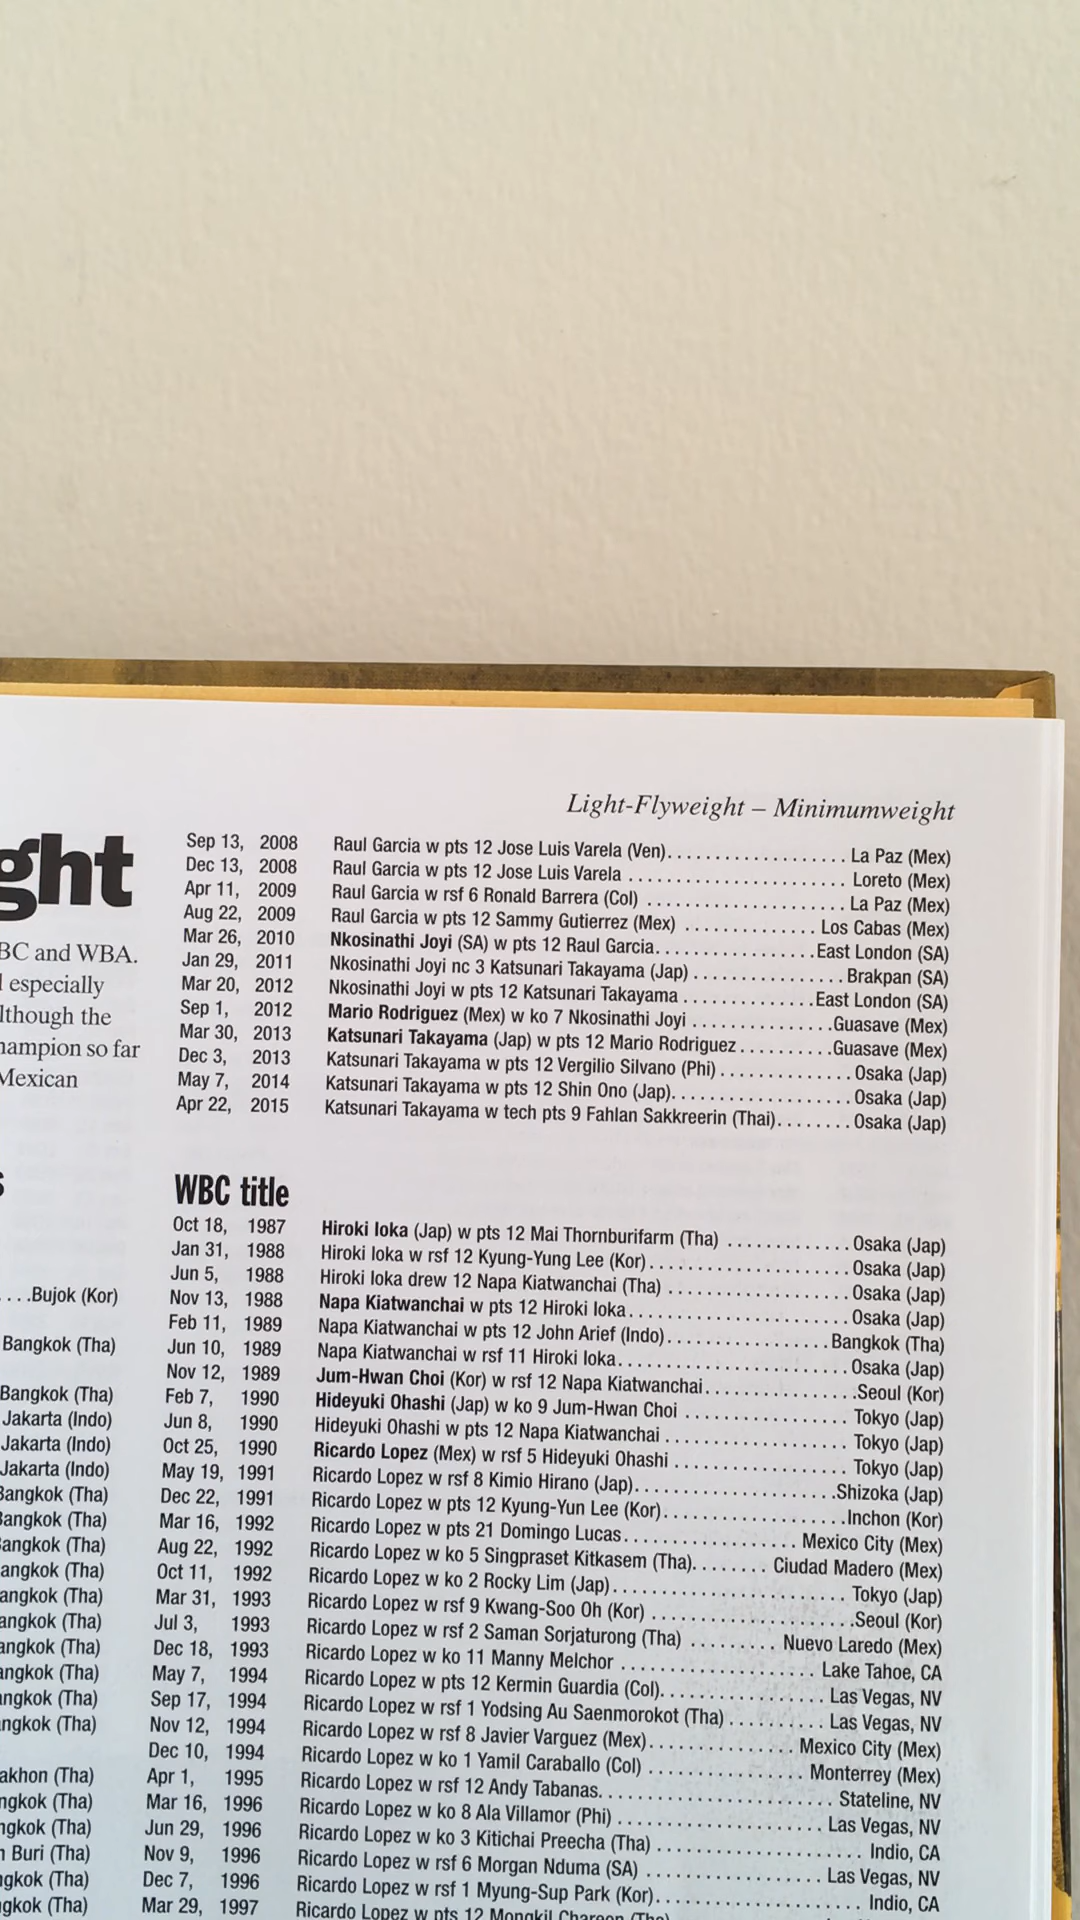 Light-Flyweight – Minimumweight
ght
BC and WBA.
especially
lthough the
hampion so far
Mexican
s
....Bujok (Kor)
Bangkok (Tha)
Bangkok (Tha)
Jakarta (Indo)
Jakarta (Indo)
Jakarta (Indo)
Bangkok (Tha)
Bangkok (Tha)
angkok (Tha)
angkok (Tha)
angkok (Tha)
angkok (Tha)
angkok (Tha)
angkok (Tha)
angkok (Tha)
ngkok (Tha)
ngkok (Tha)
akhon (Tha)
ngkok (Tha)
ngkok (Tha)
n Buri (Tha)
ngkok (Tha)
gkok (Tha)
Sep 13, 2008 Raul Garcia w pts 12 Jose Luis Varela (Ven)................... La Paz (Mex)
Dec 13, 2008 Raul Garcia w pts 12 Jose Luis Varela ....................... Loreto (Mex)
Apr 11, 2009 Raul Garcia w rsf 6 Ronald Barrera (Col) ..................... La Paz (Mex)
Aug 22, 2009 Raul Garcia w pts 12 Sammy Gutierrez (Mex) .............. Los Cabas (Mex)
Mar 26, 2010 Nkosinathi Joyi (SA) w pts 12 Raul Garcia.................East London (SA)
Jan 29, 2011 Nkosinathi Joyi nc 3 Katsunari Takayama (Jap) ................ Brakpan (SA)
Mar 20, 2012 Nkosinathi Joyi w pts 12 Katsunari Takayama ..............East London (SA)
Sep 1, 2012 Mario Rodriguez (Mex) w ko 7 Nkosinathi Joyi ...............Guasave (Mex)
Mar 30, 2013 Katsunari Takayama (Jap) w pts 12 Mario Rodriguez..........Guasave (Mex)
Dec 3, 2013 Katsunari Takayama w pts 12 Vergilio Silvano (Phi) .............. Osaka (Jap)
May 7, 2014 Katsunari Takayama w pts 12 Shin Ono (Jap)................... Osaka (Jap)
Apr 22, 2015 Katsunari Takayama w tech pts 9 Fahlan Sakkreerin (Thai)........ Osaka (Jap)
WBC title
Oct 18, 1987 Hiroki Ioka (Jap) w pts 12 Mai Thornburifarm (Tha) ............. Osaka (Jap)
Jan 31, 1988 Hiroki Ioka w rsf 12 Kyung-Yung Lee (Kor)..................... Osaka (Jap)
Jun 5, 1988 Hiroki Ioka drew 12 Napa Kiatwanchai (Tha) ................... Osaka (Jap)
Nov 13, 1988 Napa Kiatwanchai w pts 12 Hiroki Ioka....................... Osaka (Jap)
Feb 11, 1989 Napa Kiatwanchai w pts 12 John Arief (Indo)................. Bangkok (Tha)
Jun 10, 1989 Napa Kiatwanchai w rsf 11 Hiroki Ioka........................ Osaka (Jap)
Nov 12, 1989 Jum-Hwan Choi (Kor) w rsf 12 Napa Kiatwanchai................Seoul (Kor)
Feb 7, 1990 Hideyuki Ohashi (Jap) w ko 9 Jum-Hwan Choi ................. Tokyo (Jap)
Jun 8, 1990 Hideyuki Ohashi w pts 12 Napa Kiatwanchai ................... Tokyo (Jap)
Oct 25, 1990 Ricardo Lopez (Mex) w rsf 5 Hideyuki Ohashi .................. Tokyo (Jap)
May 19, 1991 Ricardo Lopez w rsf 8 Kimio Hirano (Jap).....................Shizoka (Jap)
Dec 22, 1991 Ricardo Lopez w pts 12 Kyung-Yun Lee (Kor)...................Inchon (Kor)
Mar 16, 1992 Ricardo Lopez w pts 21 Domingo Lucas.................. Mexico City (Mex)
Aug 22, 1992 Ricardo Lopez w ko 5 Singpraset Kitkasem (Tha)........ Ciudad Madero (Mex)
Oct 11, 1992 Ricardo Lopez w ko 2 Rocky Lim (Jap)........................ Tokyo (Jap)
Mar 31, 1993 Ricardo Lopez w rsf 9 Kwang-Soo Oh (Kor) .....................Seoul (Kor)
Jul 3, 1993 Ricardo Lopez w rsf 2 Saman Sorjaturong (Tha) ......... Nuevo Laredo (Mex)
Dec 18, 1993 Ricardo Lopez w ko 11 Manny Melchor .................... Lake Tahoe, CA
May 7, 1994 Ricardo Lopez w pts 12 Kermin Guardia (Col).................. Las Vegas, NV
Sep 17, 1994 Ricardo Lopez w rsf 1 Yodsing Au Saenmorokot (Tha) .......... Las Vegas, NV
Nov 12, 1994 Ricardo Lopez w rsf 8 Javier Varguez (Mex)................ Mexico City (Mex)
Dec 10, 1994 Ricardo Lopez w ko 1 Yamil Caraballo (Col) ................ Monterrey (Mex)
Apr 1, 1995 Ricardo Lopez w rsf 12 Andy Tabanas......................... Stateline, NV
Mar 16, 1996 Ricardo Lopez w ko 8 Ala Villamor (Phi) ..................... Las Vegas, NV
Jun 29, 1996 Ricardo Lopez w ko 3 Kitichai Preecha (Tha) ..................... Indio, CA
Nov 9, 1996 Ricardo Lopez w rsf 6 Morgan Nduma (SA) .................. Las Vegas, NV
Dec 7, 1996 Ricardo Lopez w rsf 1 Myung-Sup Park (Kor)..................... Indio, CA
Mar 29, 1997 Ricardo Lopez w pts 12 Mongkil Charoen (Tha)